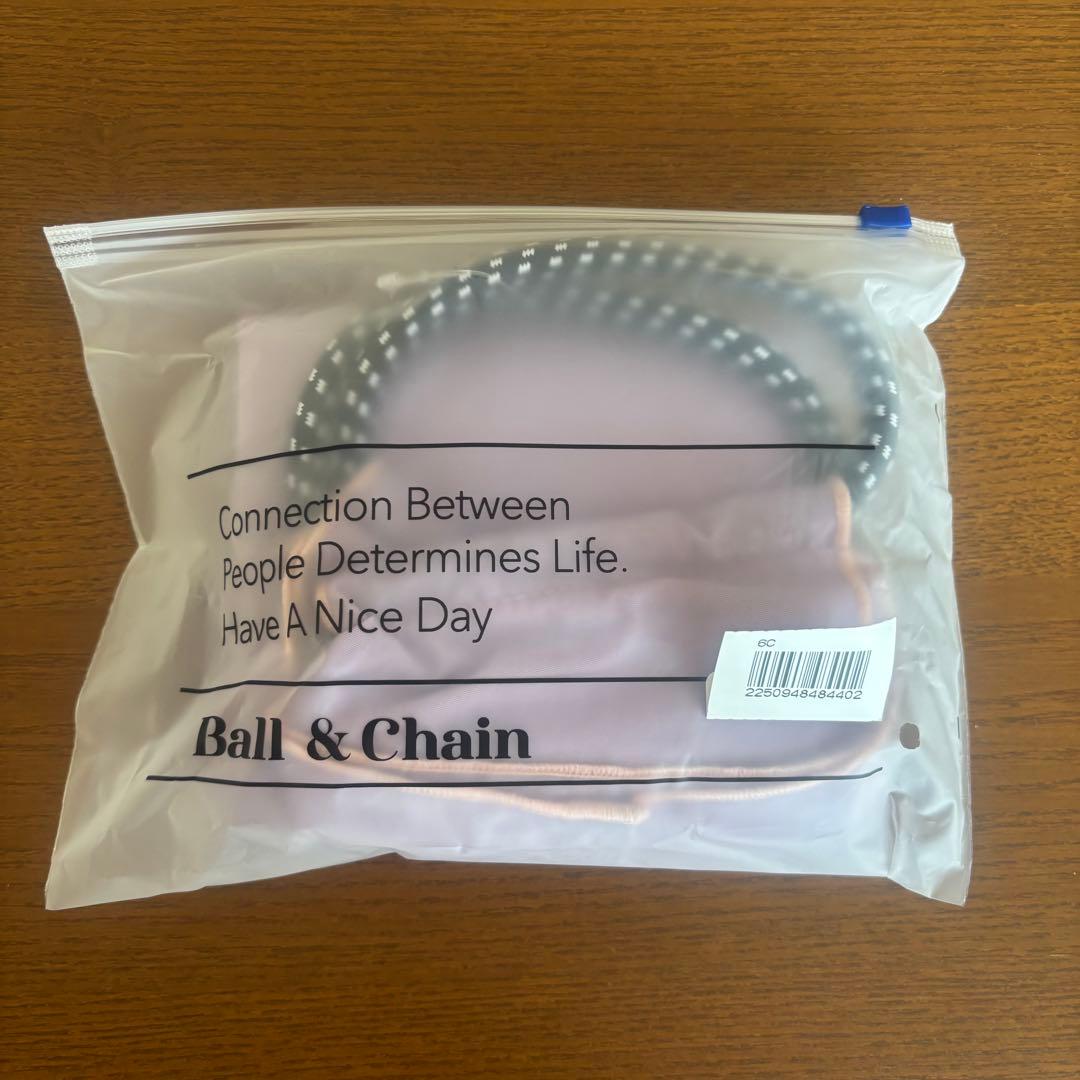 Connection Between
People Determines Life.
Have A Nice Day
6C
2250948484402
Ball & Chain